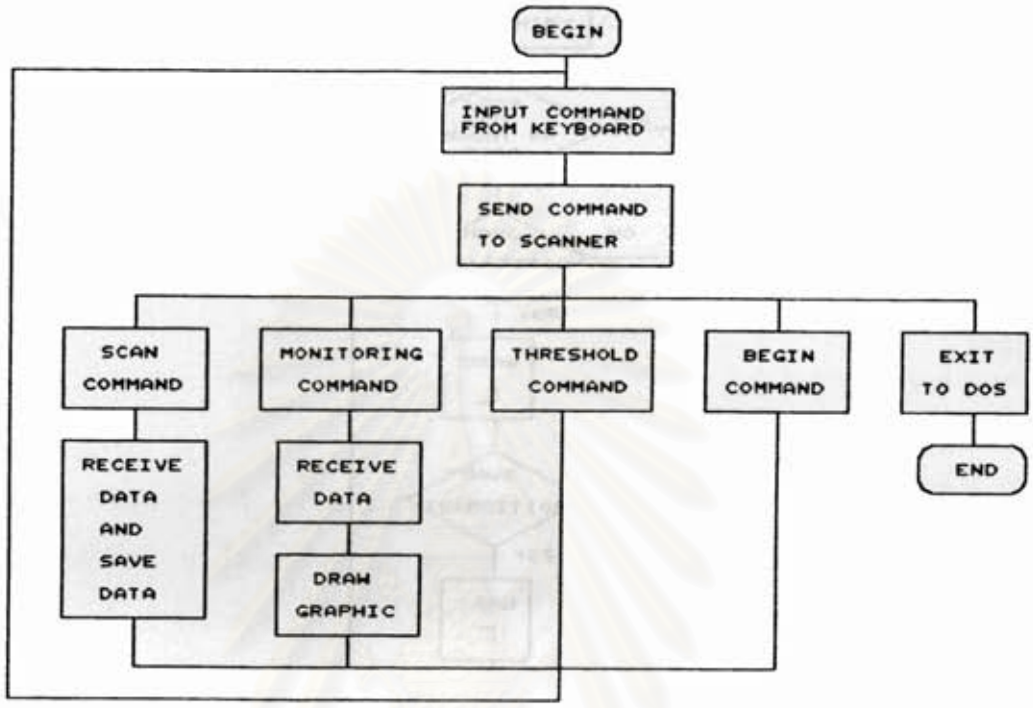 BEGIN
INPUT COMMAND
FROM KEYBOARD
SEND COMMAND
TO SCANNER
SCAN
COMMAND
MONITORING
COMMAND
THRESHOLD
COMMAND
BEGIN
COMMAND
EXIT
TO DOS
RECEIVE
DATA
AND
SAVE
DATA
RECEIVE
DATA
DRAW
GRAPHIC
END